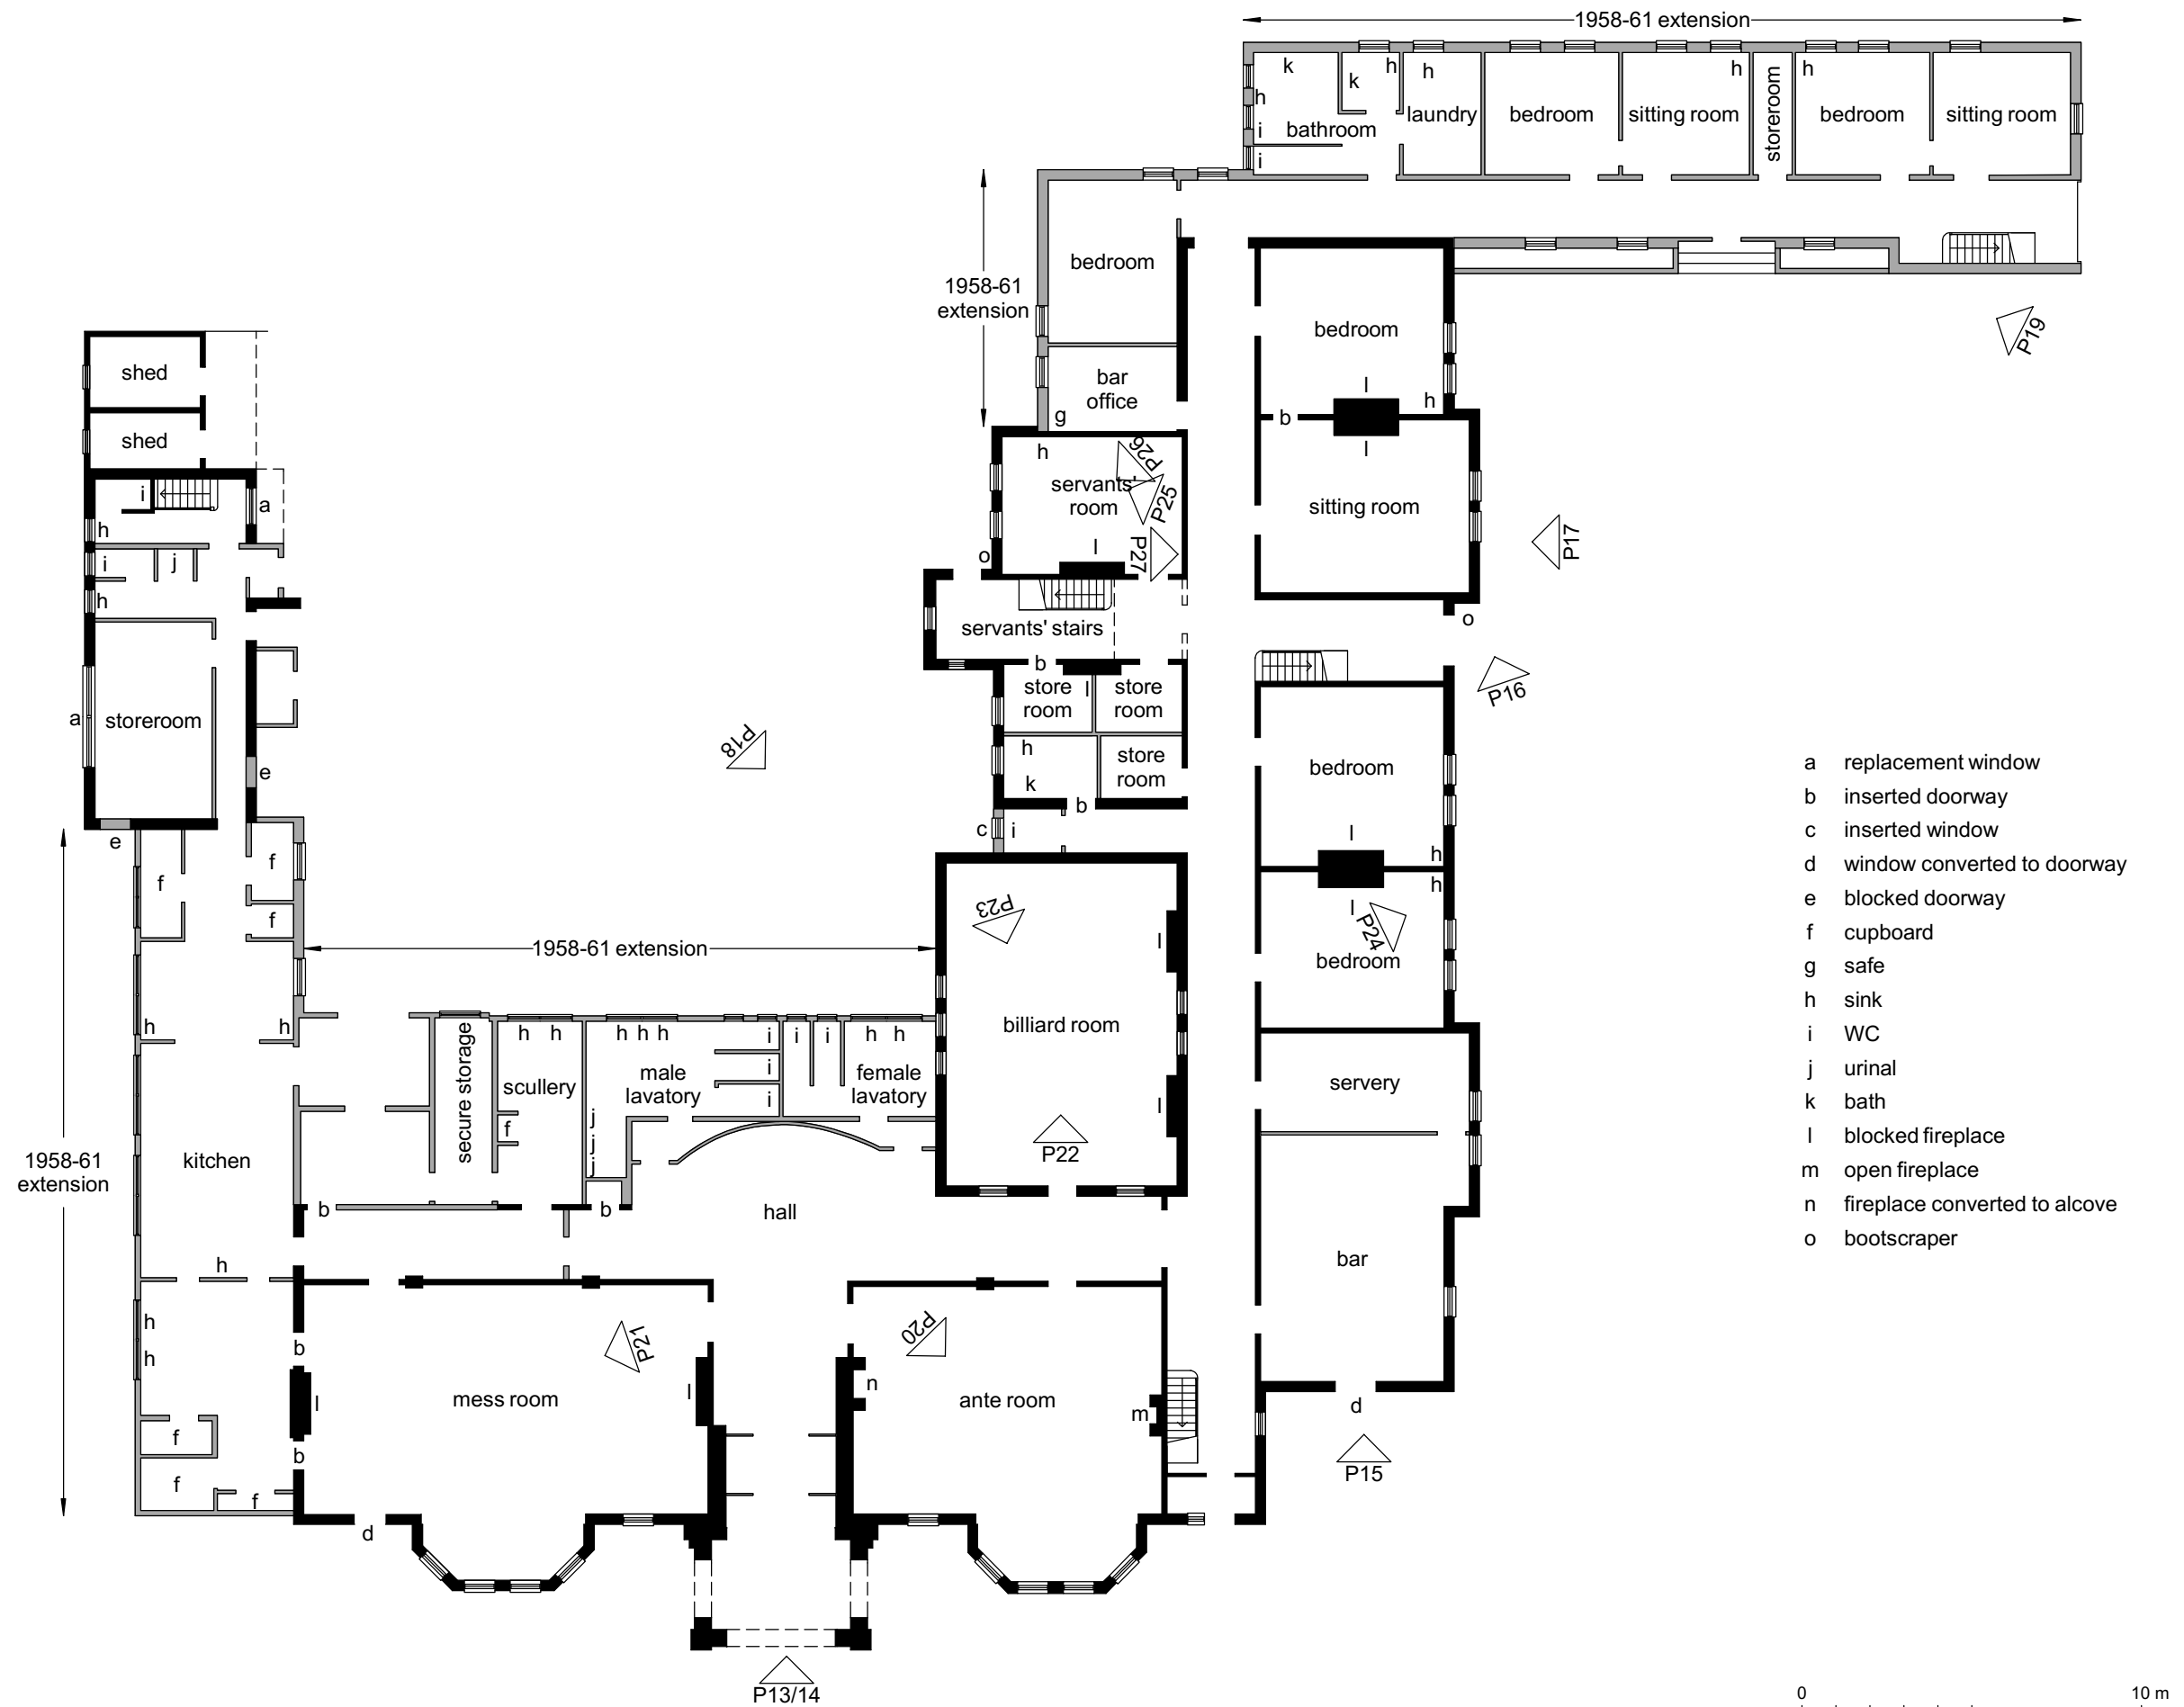 1958-61 extension
k
h
h
k
h
h
h
bathroom
i
i
laundry
bedroom
sitting room
storeroom
bedroom
sitting room
1958-61
extension
bedroom
bedroom
P19
l
h
b
l
bar
office
g
sitting room
P17
o
shed
shed
i
a
h
i
j
h
a
storeroom
e
e
h
P26
servants'
room
P25
P27
l
o
servants' stairs
b
store
room
l
store
room
h
k
store
room
b
c
i
P16
P18
bedroom
l
h
h
l
P24
bedroom
a replacement window
b inserted doorway
c inserted window
d window converted to doorway
e blocked doorway
f cupboard
g safe
h sink
i WC
j urinal
k bath
l blocked fireplace
m open fireplace
n fireplace converted to alcove
o bootscraper
f
f
f
1958-61 extension
P23
l
billiard room
l
P22
servery
bar
d
P15
h
h
secure storage
h h
scullery
f
h h h
male
lavatory
i
i
i
i
i
h h
female
lavatory
j
j
j
1958-61
extension
kitchen
b
b
hall
h
h
h
b
l
b
f
f
f
mess room
P21
l
d
P20
n
ante room
m
P13/14
0
10 m